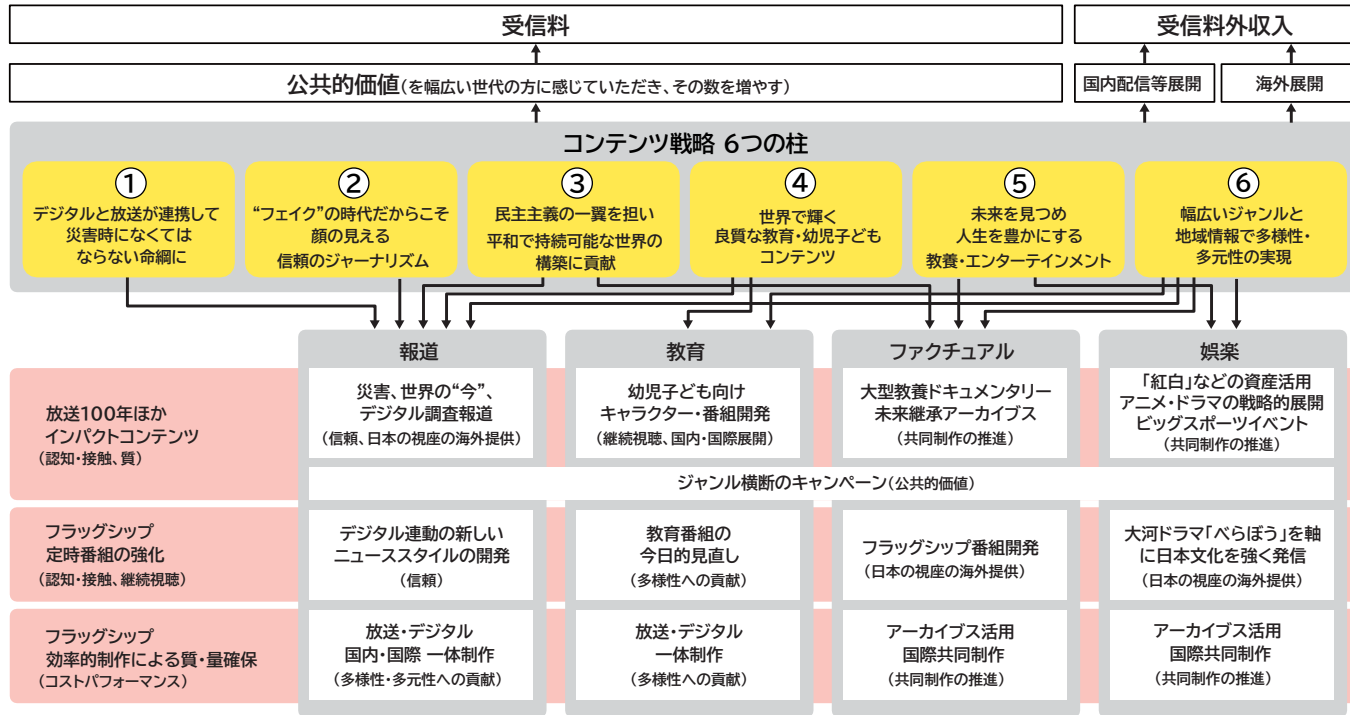 受信料
受信料外収入
公共的価値(を幅広い世代の方に感じていただき、その数を増やす)
国内配信等展開
海外展開
コンテンツ戦略 6つの柱
①
デジタルと放送が連携して
災害時になくては
ならない命綱に
②
“フェイク”の時代だからこそ
顔の見える
信頼のジャーナリズム
③
民主主義の一翼を担い
平和で持続可能な世界の
構築に貢献
④
世界で輝く
良質な教育・幼児子ども
コンテンツ
⑤
未来を見つめ
人生を豊かにする
教養・エンターテインメント
⑥
幅広いジャンルと
地域情報で多様性・
多元性の実現
報道
教育
ファクチュアル
娯楽
放送100年ほか
インパクトコンテンツ
(認知・接触、質)
災害、世界の“今”、
デジタル調査報道
(信頼、日本の視座の海外提供)
幼児子ども向け
キャラクター・番組開発
(継続視聴、国内・国際展開)
大型教養ドキュメンタリー
未来継承アーカイブス
(共同制作の推進)
「紅白」などの資産活用
アニメ・ドラマの戦略的展開
ビッグスポーツイベント
(共同制作の推進)
ジャンル横断のキャンペーン(公共的価値)
フラッグシップ
定時番組の強化
(認知・接触、継続視聴)
デジタル連動の新しい
ニューススタイルの開発
(信頼)
教育番組の
今日的見直し
(多様性への貢献)
フラッグシップ番組開発
(日本の視座の海外提供)
大河ドラマ「べらぼう」を軸
に日本文化を強く発信
(日本の視座の海外提供)
フラッグシップ
効率的制作による質・量確保
(コストパフォーマンス)
放送・デジタル
国内・国際 一体制作
(多様性・多元性への貢献)
放送・デジタル
一体制作
(多様性への貢献)
アーカイブス活用
国際共同制作
(共同制作の推進)
アーカイブス活用
国際共同制作
(共同制作の推進)